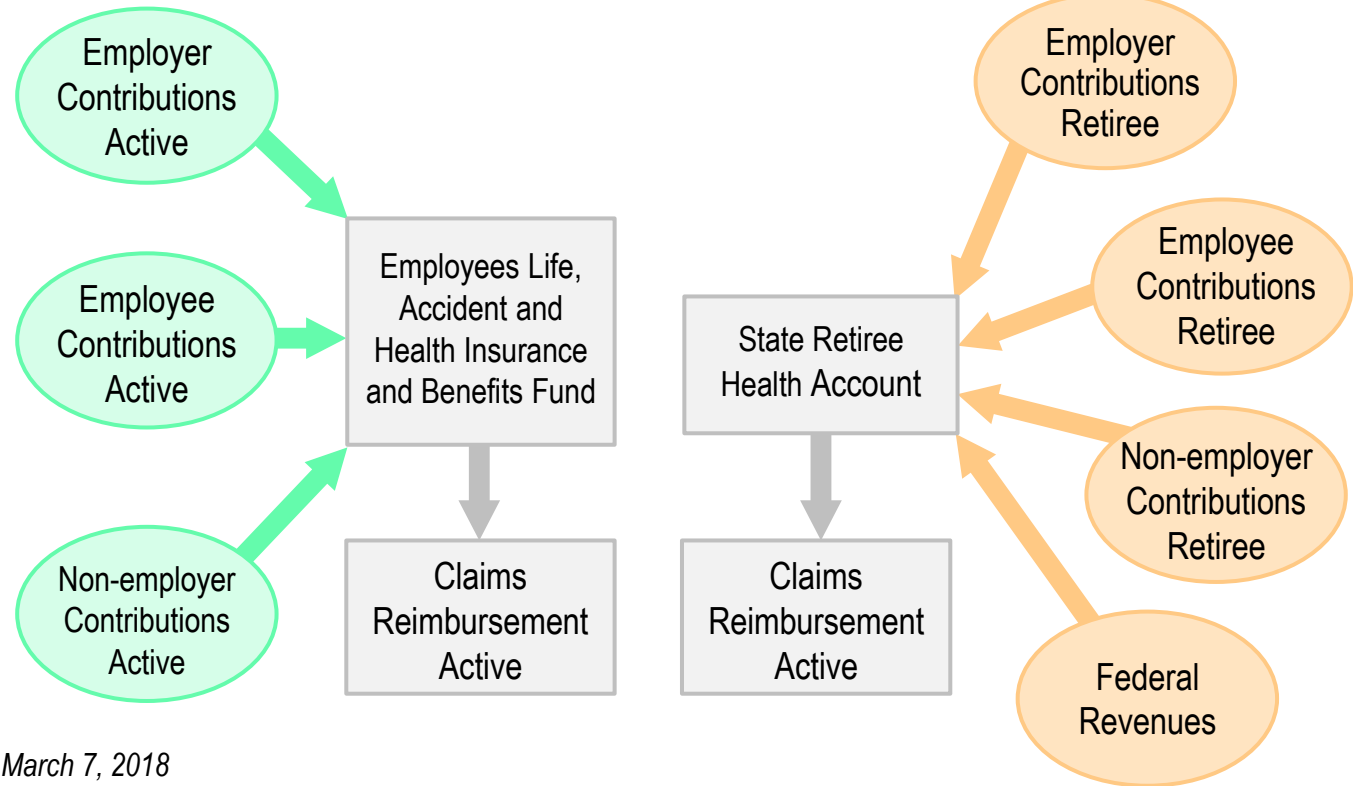 Employer
Contributions
Active
Employee
Contributions
Active
Non-employer
Contributions
Active
Employees Life,
Accident and
Health Insurance
and Benefits Fund
Claims
Reimbursement
Active
State Retiree
Health Account
Claims
Reimbursement
Active
Employer
Contributions
Retiree
Employee
Contributions
Retiree
Non-employer
Contributions
Retiree
Federal
Revenues
March 7, 2018